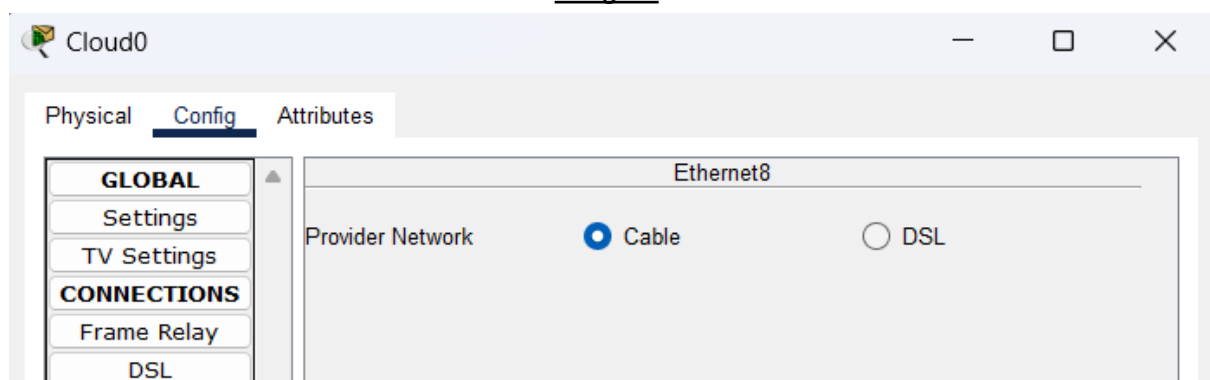 Cloud0
Physical Config Attributes
GLOBAL
Settings
TV Settings
CONNECTIONS
Frame Relay
DSL
Ethernet8
Provider Network Cable DSL